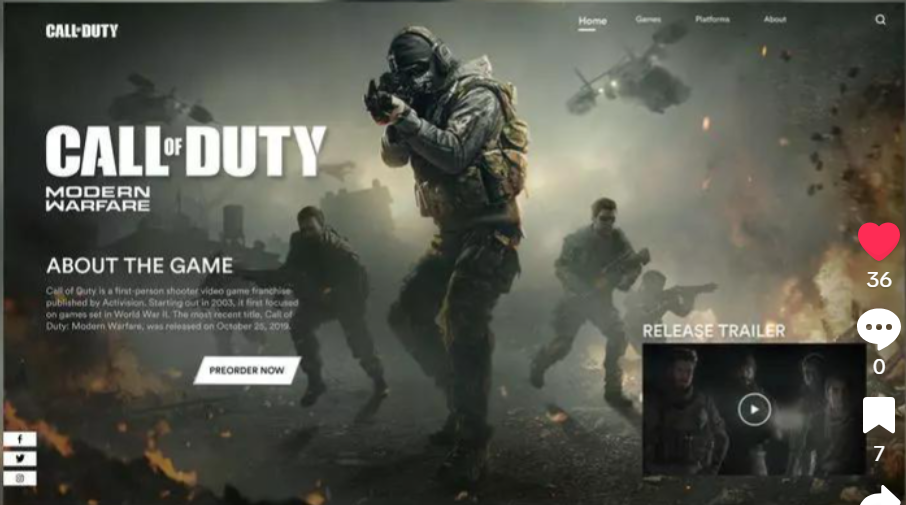 CALL OF DUTY
Home
Games
Platforms
About
CALL OF DUTY
MODERN
WARFARE
ABOUT THE GAME
Call of Duty is a first-person shooter video game franchise
published by Activision. Starting out in 2003, it first focused
on games set in World War II. The most recent title, Call of
Duty: Modern Warfare, was released on October 25, 2019.
PREORDER NOW
RELEASE TRAILER
36
0
7